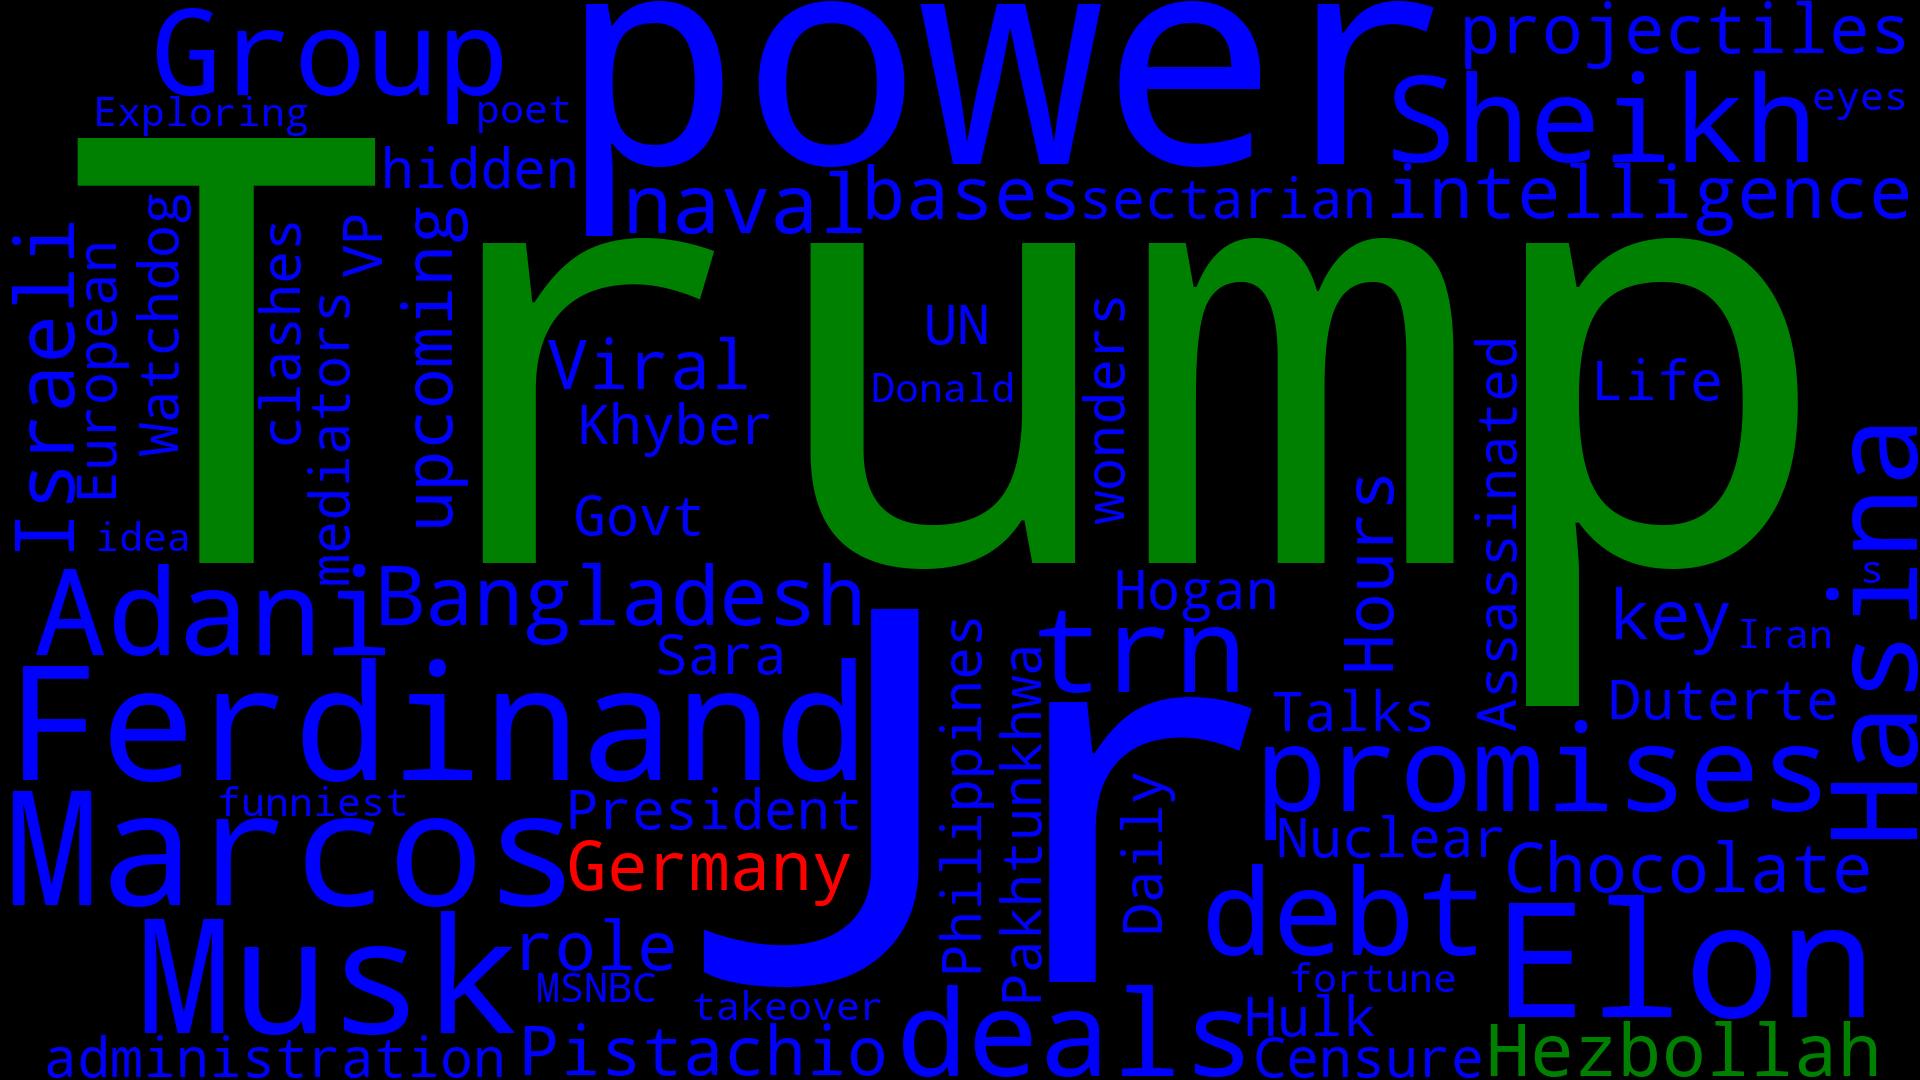 Group
power
projectiles
Exploring
poet
Sheikh
eyes
Trump
hidden
naval
bases
sectarian
intelligence
Israeli
European
Watchdog
clashes
VP
mediators
upcoming
Viral
Khyber
UN
Donald
wonders
Life
Govt
idea
Hours
Assassinated
Hasina
s
Adani
Bangladesh
Sara
Hogan
trn
key
Iran
Ferdinand
Jr
Philippines
Pakhtunkhwa
Talks
Duterte
promises
Marcos
funniest
President
Germany
Daily
Nuclear
Chocolate
Musk
role
MSNBC
takeover
debt
fortune
Elon
administration
Pistachio
deals
Hulk
Censure
Hezbollah